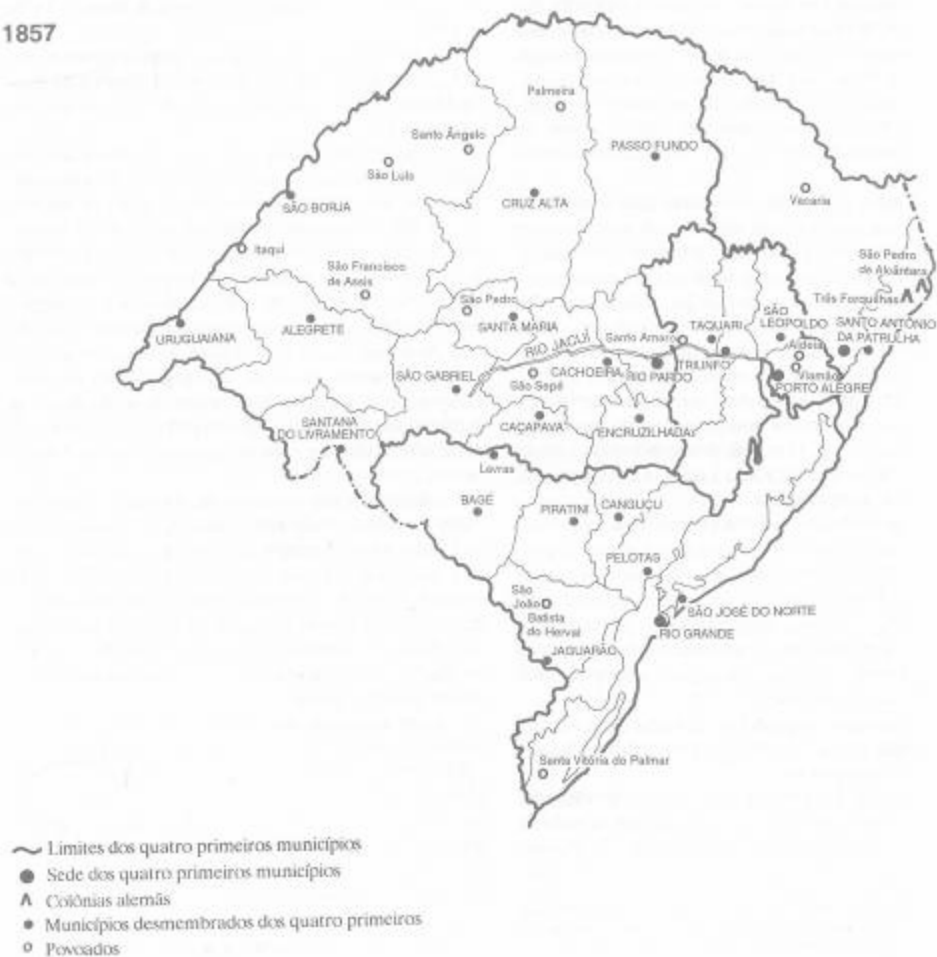 1857
Palmeira
Santo Ângelo
PASSO FUNDO
São Luís
SÃO BORJA
CRUZ ALTA
Vacaria
Itaqui
São Francisco
de Assis
São Pedro
de Alcântara
Três Forquilhas
São Pedro
SANTA MARIA
URUGUAIANA
ALEGRETE
RIO JACUÍ
Santo Amaro
TAQUARI
SÃO
LEOPOLDO
SANTO ANTÔNIO
DA PATRULHA
Aldeia
TRIUNFO
Viamão
CACHOEIRA
RIO PARDO
PORTO ALEGRE
SÃO GABRIEL
São Sepé
CAÇAPAVA
ENCRUZILHADA
SANTANA
DO LIVRAMENTO
Lavras
BAGÉ
PIRATINI
CANGUÇU
PELOTAS
São
João
Batista
do Herval
SÃO JOSÉ DO NORTE
RIO GRANDE
JAGUARÃO
Santa Vitória do Palmar
Limites dos quatro primeiros municípios
Sede dos quatro primeiros municípios
Colônias alemãs
Municípios desmembrados dos quatro primeiros
Povoados